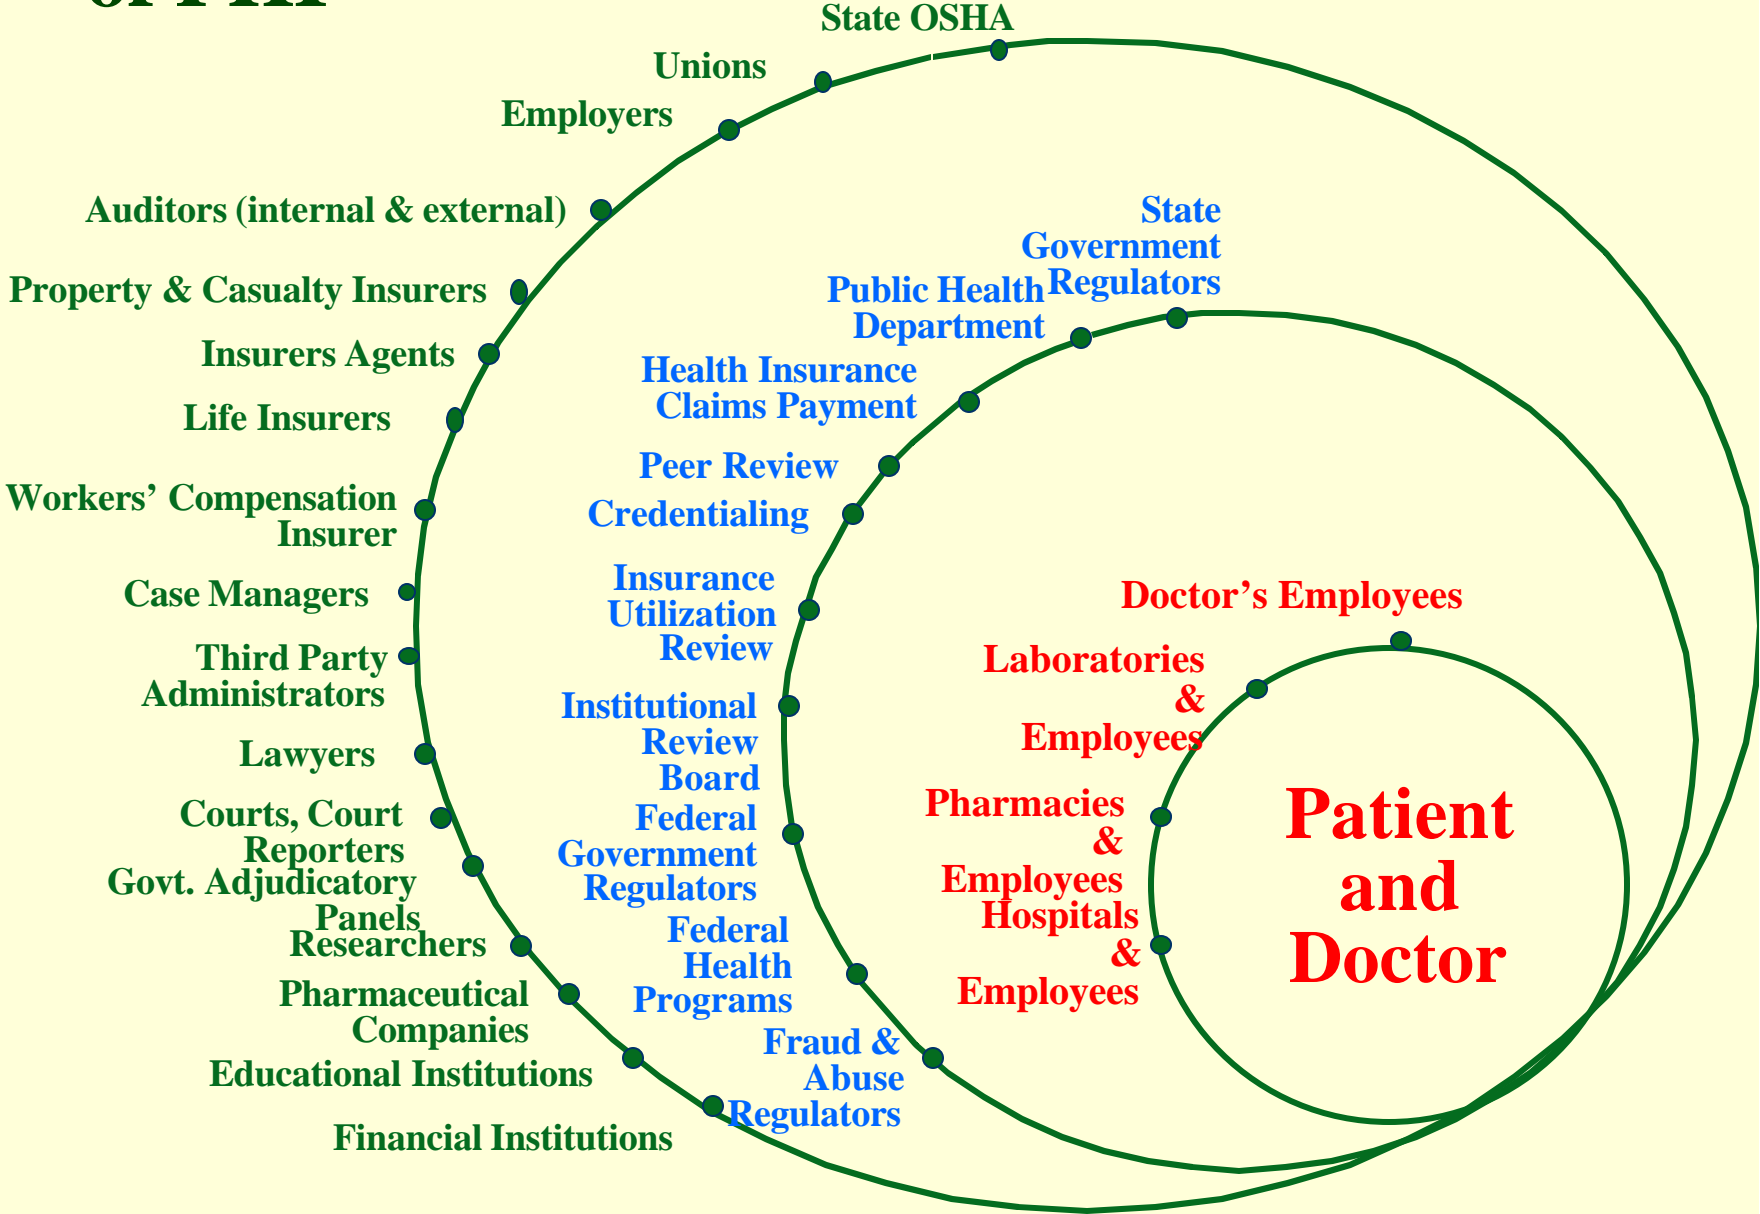 of PHI
State OSHA
Unions
Employers
Auditors (internal & external)
Property & Casualty Insurers
Insurers Agents
Life Insurers
Workers’ Compensation
Insurer
Case Managers
Third Party
Administrators
Lawyers
Courts, Court
Reporters
Govt. Adjudicatory
Panels
Researchers
Pharmaceutical
Companies
Educational Institutions
Financial Institutions
State
Government
Regulators
Public Health
Department
Health Insurance
Claims Payment
Peer Review
Credentialing
Insurance
Utilization
Review
Institutional
Review
Board
Federal
Government
Regulators
Federal
Health
Programs
Fraud &
Abuse
Regulators
Doctor’s Employees
Laboratories
&
Employees
Pharmacies
&
Employees
Hospitals
&
Employees
Patient
and
Doctor